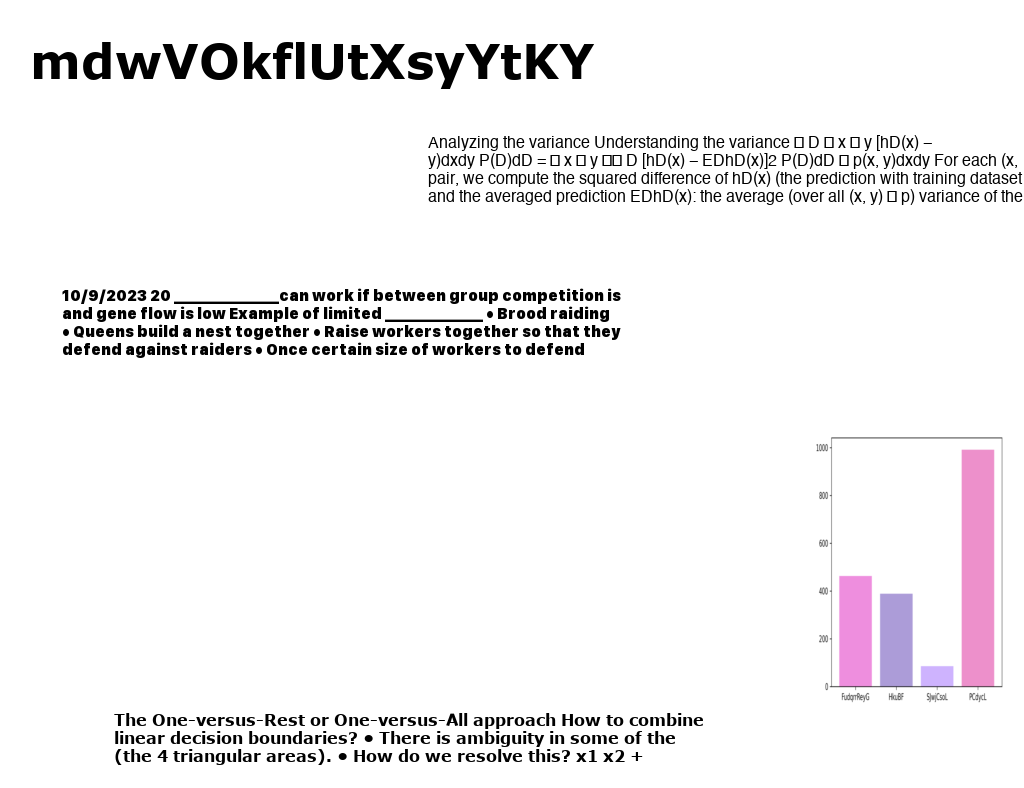 mdwVOkflUtXsyYtKY
Analyzing the variance Understanding the variance □ D □ x □ y [hD(x) –
y)dxdy P(D)dD = □ x □ y □□ D [hD(x) – EDhD(x)]2 P(D)dD □ p(x, y)dxdy For each (x,
pair, we compute the squared difference of hD(x) (the prediction with training dataset
and the averaged prediction EDhD(x): the average (over all (x, y) □ p) variance of the
10/9/2023 20 ______________can work if between group competition is
and gene flow is low Example of limited _____________ • Brood raiding
• Queens build a nest together • Raise workers together so that they
defend against raiders • Once certain size of workers to defend
1000
800
600
400
200
0
FudqrrReyG HkuBF SJwjCsoL PCdycL
The One-versus-Rest or One-versus-All approach How to combine
linear decision boundaries? • There is ambiguity in some of the
(the 4 triangular areas). • How do we resolve this? x1 x2 +